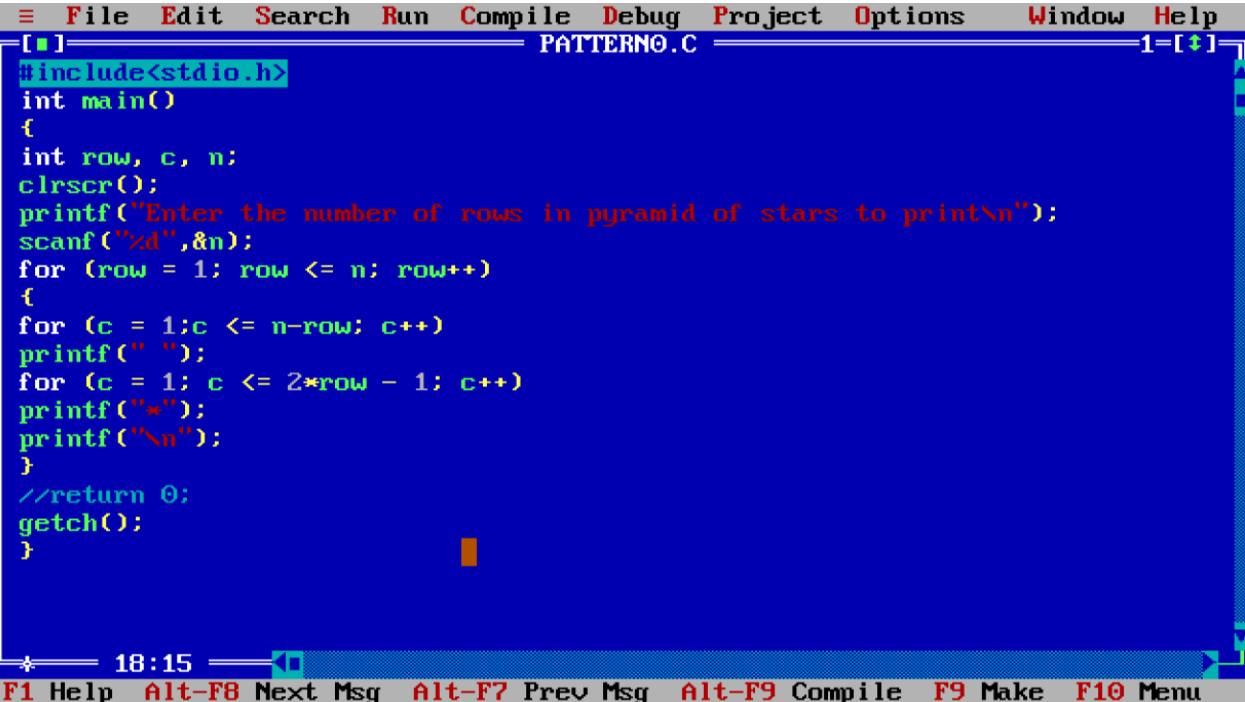 ≡ File Edit Search Run Compile Debug Project Options Window Help
[■] PATTERN0.C 1=[↕]
#include<stdio.h>
int main()
{
int row, c, n;
clrscr();
printf("Enter the number of rows in pyramid of stars to print\n");
scanf("%d",&n);
for (row = 1; row <= n; row++)
{
for (c = 1;c <= n-row; c++)
printf(" ");
for (c = 1; c <= 2*row - 1; c++)
printf("*");
printf("\n");
}
//return 0;
getch();
}
18:15
F1 Help Alt-F8 Next Msg Alt-F7 Prev Msg Alt-F9 Compile F9 Make F10 Menu